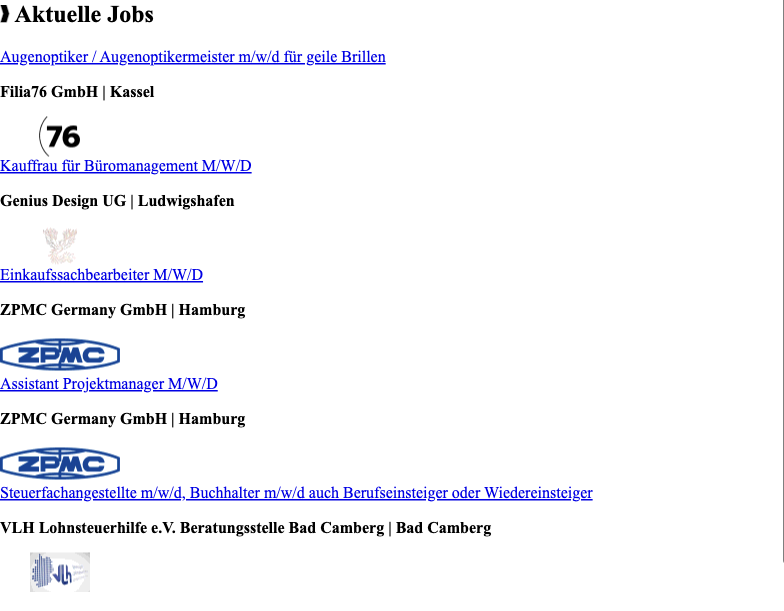 Aktuelle Jobs
Augenoptiker / Augenoptikermeister m/w/d für geile Brillen
Filia76 GmbH | Kassel
(76
Kauffrau für Büromanagement M/W/D
Genius Design UG | Ludwigshafen
Einkaufssachbearbeiter M/W/D
ZPMC Germany GmbH | Hamburg
ZPMC
Assistant Projektmanager M/W/D
ZPMC Germany GmbH | Hamburg
ZPMC
Steuerfachangestellte m/w/d, Buchhalter m/w/d auch Berufseinsteiger oder Wiedereinsteiger
VLH Lohnsteuerhilfe e.V. Beratungsstelle Bad Camberg | Bad Camberg
vlh